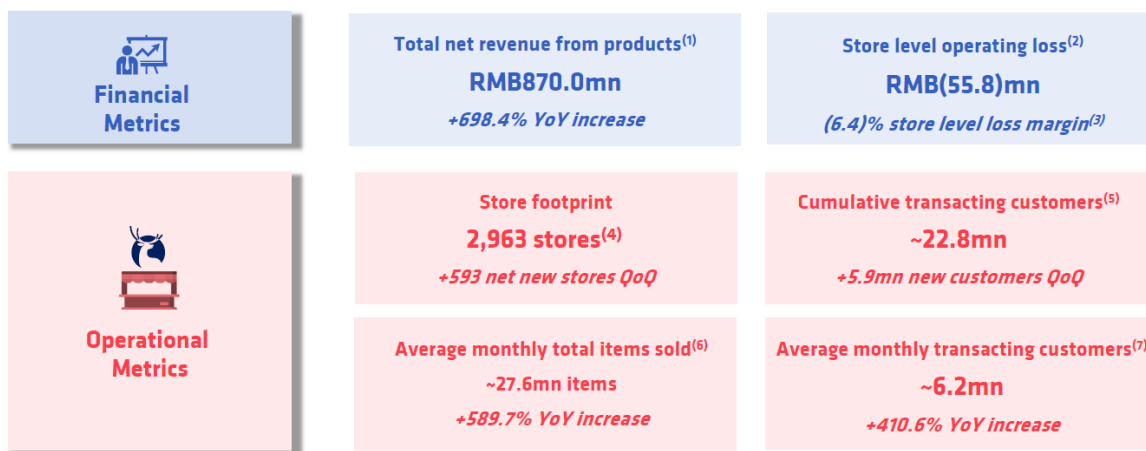 Financial
Metrics
Total net revenue from products(1)
RMB870.0mn
+698.4% YoY increase
Store level operating loss(2)
RMB(55.8)mn
(6.4)% store level loss margin(3)
Operational
Metrics
Store footprint
2,963 stores(4)
+593 net new stores QoQ
Cumulative transacting customers(5)
~22.8mn
+5.9mn new customers QoQ
Average monthly total items sold(6)
~27.6mn items
+589.7% YoY increase
Average monthly transacting customers(7)
~6.2mn
+410.6% YoY increase